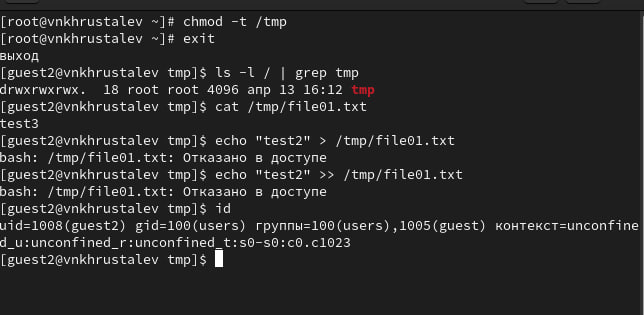 [root@vnkhrustalev ~]# chmod -t /tmp
[root@vnkhrustalev ~]# exit
выход
[guest2@vnkhrustalev tmp]$ ls -l / | grep tmp
drwxrwxrwx.  18 root root 4096 апр 13 16:12 tmp
[guest2@vnkhrustalev tmp]$ cat /tmp/file01.txt
test3
[guest2@vnkhrustalev tmp]$ echo "test2" > /tmp/file01.txt
bash: /tmp/file01.txt: Отказано в доступе
[guest2@vnkhrustalev tmp]$ echo "test2" >> /tmp/file01.txt
bash: /tmp/file01.txt: Отказано в доступе
[guest2@vnkhrustalev tmp]$ id
uid=1008(guest2) gid=100(users) группы=100(users),1005(guest) контекст=unconfine
d_u:unconfined_r:unconfined_t:s0-s0:c0.c1023
[guest2@vnkhrustalev tmp]$